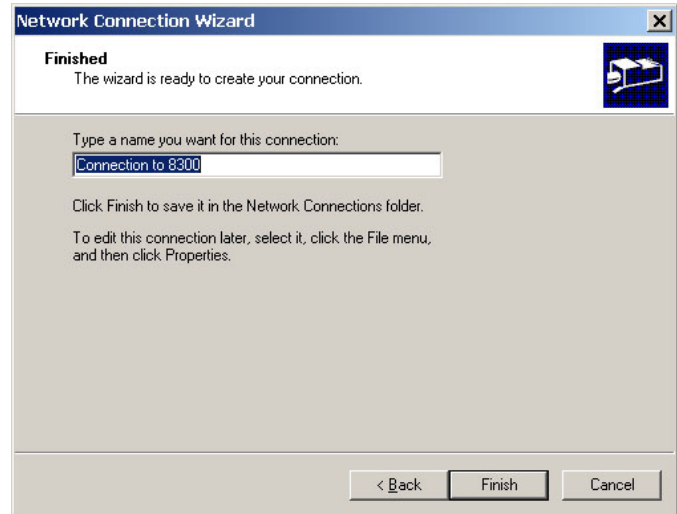 Network Connection Wizard
Finished
The wizard is ready to create your connection.
Type a name you want for this connection:
Connection to 8300
Click Finish to save it in the Network Connections folder.
To edit this connection later, select it, click the File menu,
and then click Properties.
< Back
Finish
Cancel